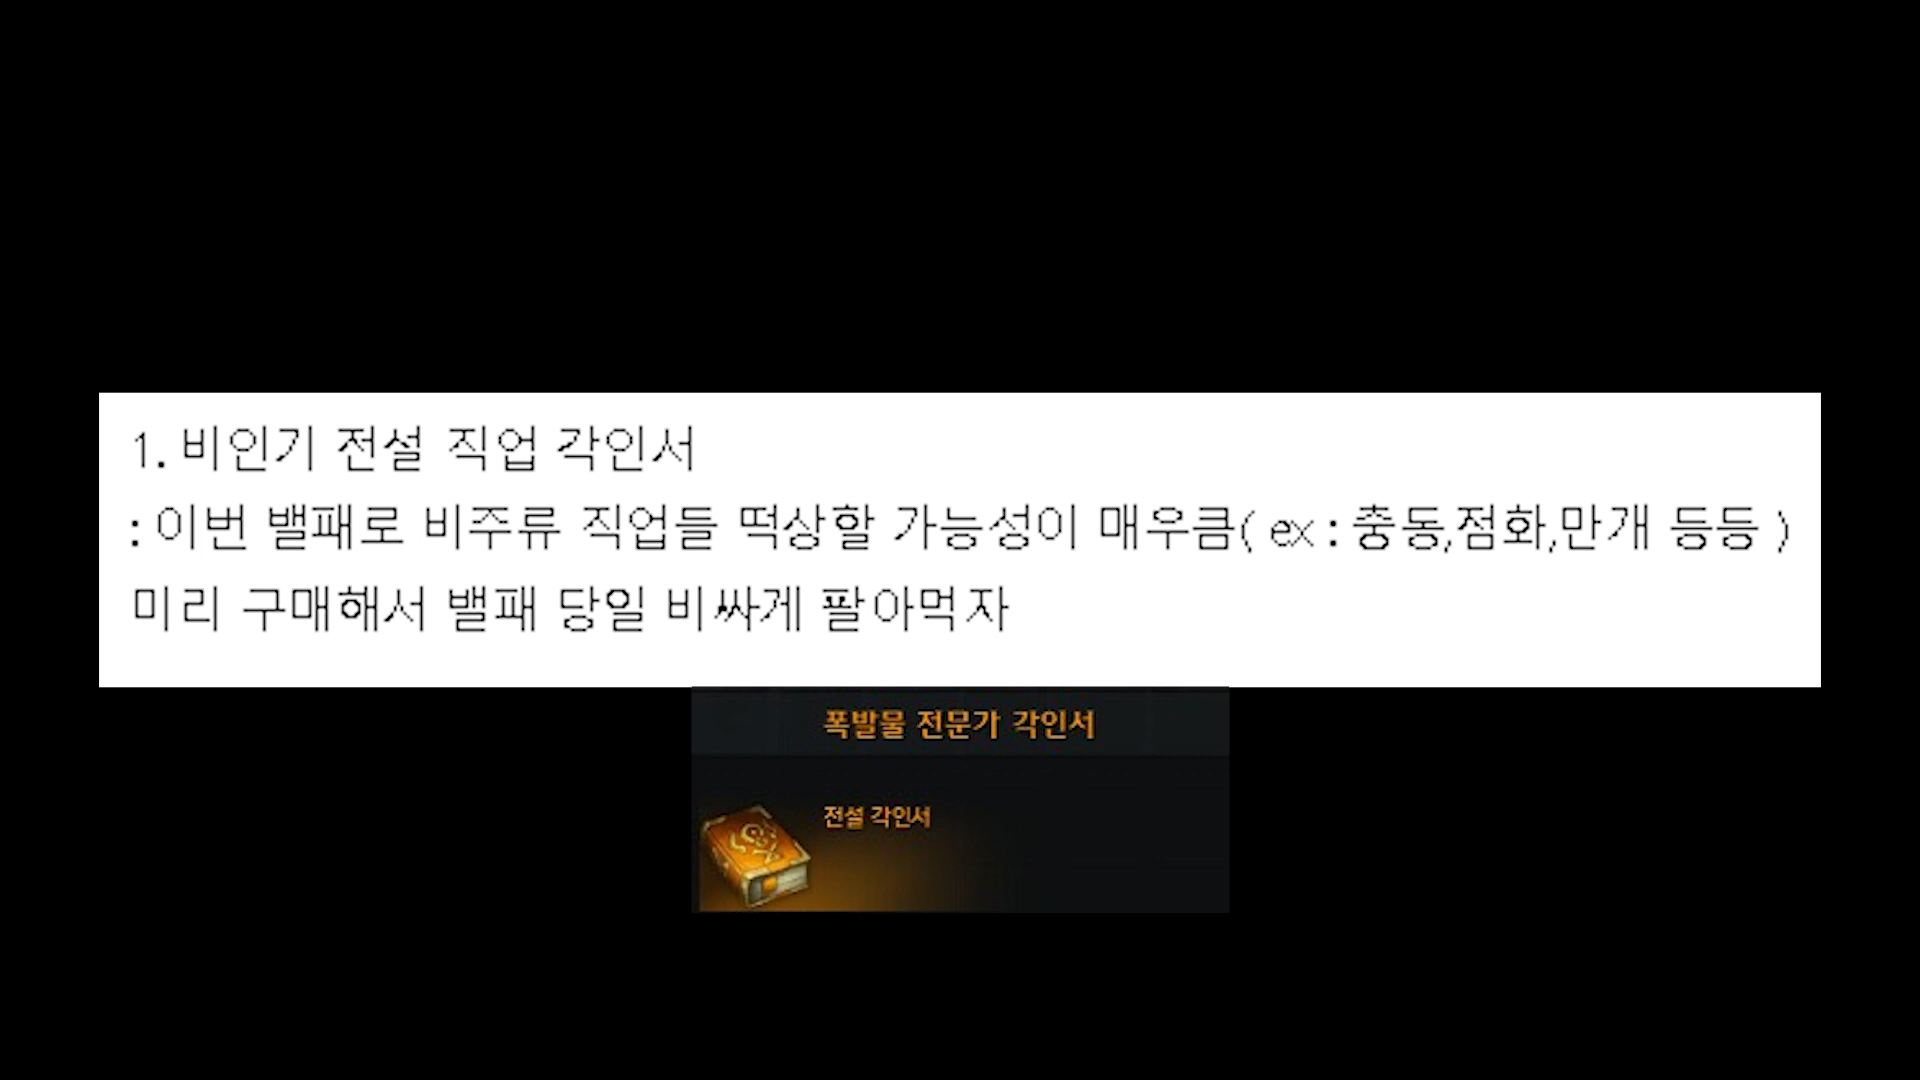 1. 비인기 전설 직업 각인서
: 이번 밸패로 비주류 직업들 떡상할 가능성이 매우큼( ex : 충동,점화,만개 등등 )
미리 구매해서 밸패 당일 비싸게 팔아먹자
폭발물 전문가 각인서
전설 각인서